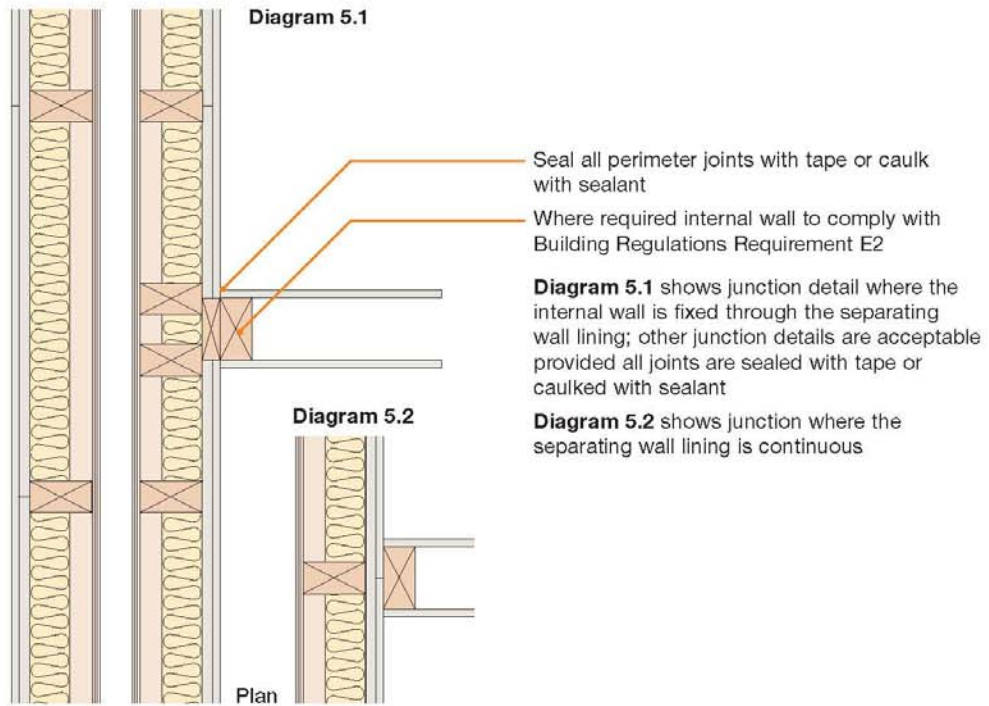 Diagram 5.1
Seal all perimeter joints with tape or caulk
with sealant
Where required internal wall to comply with
Building Regulations Requirement E2
Diagram 5.1 shows junction detail where the
internal wall is fixed through the separating
wall lining; other junction details are acceptable
provided all joints are sealed with tape or
caulked with sealant
Diagram 5.2
Diagram 5.2 shows junction where the
separating wall lining is continuous
Plan